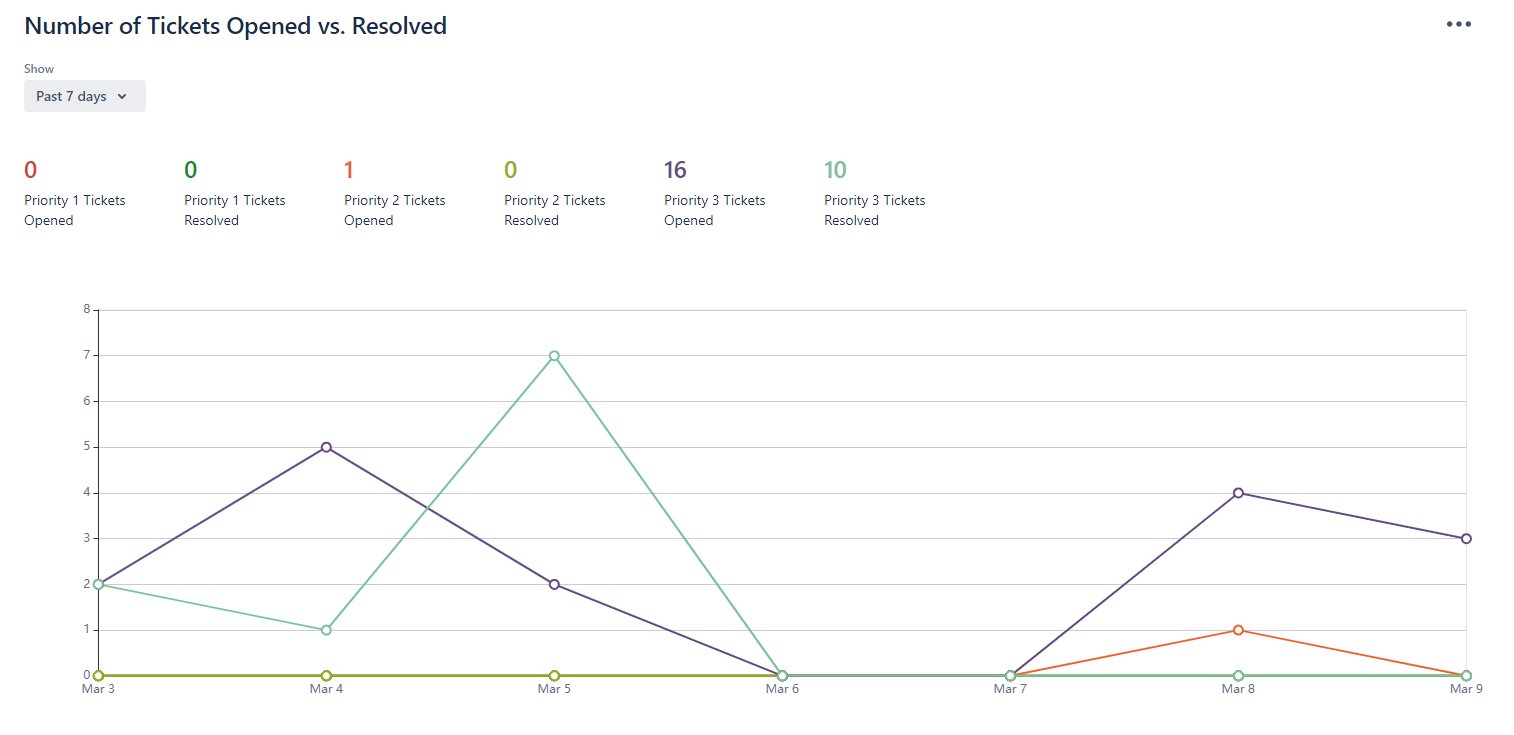 Number of Tickets Opened vs. Resolved
Show
Past 7 days
0
Priority 1 Tickets
Opened
0
Priority 1 Tickets
Resolved
1
Priority 2 Tickets
Opened
0
Priority 2 Tickets
Resolved
16
Priority 3 Tickets
Opened
10
Priority 3 Tickets
Resolved
8
7
6
5
4
3
2
1
0
Mar 3
Mar 4
Mar 5
Mar 6
Mar 7
Mar 8
Mar 9